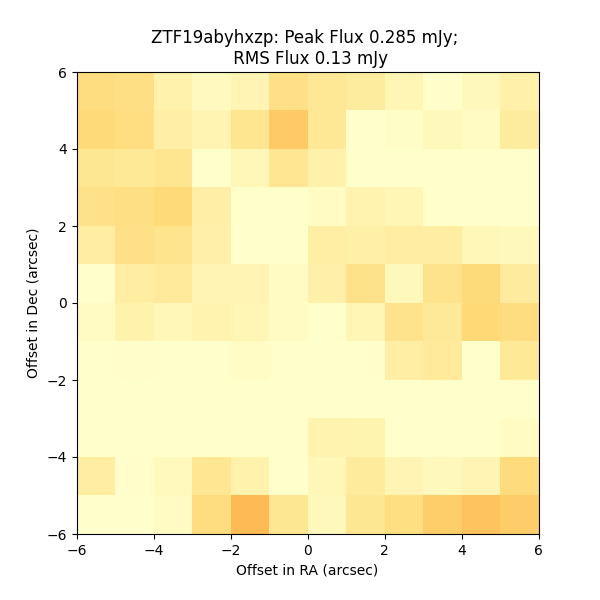 ZTF19abyhxzp: Peak Flux 0.285 mJy;
RMS Flux 0.13 mJy
6
4
2
0
−2
−4
−6
Offset in Dec (arcsec)
−6 −4 −2 0 2 4 6
Offset in RA (arcsec)